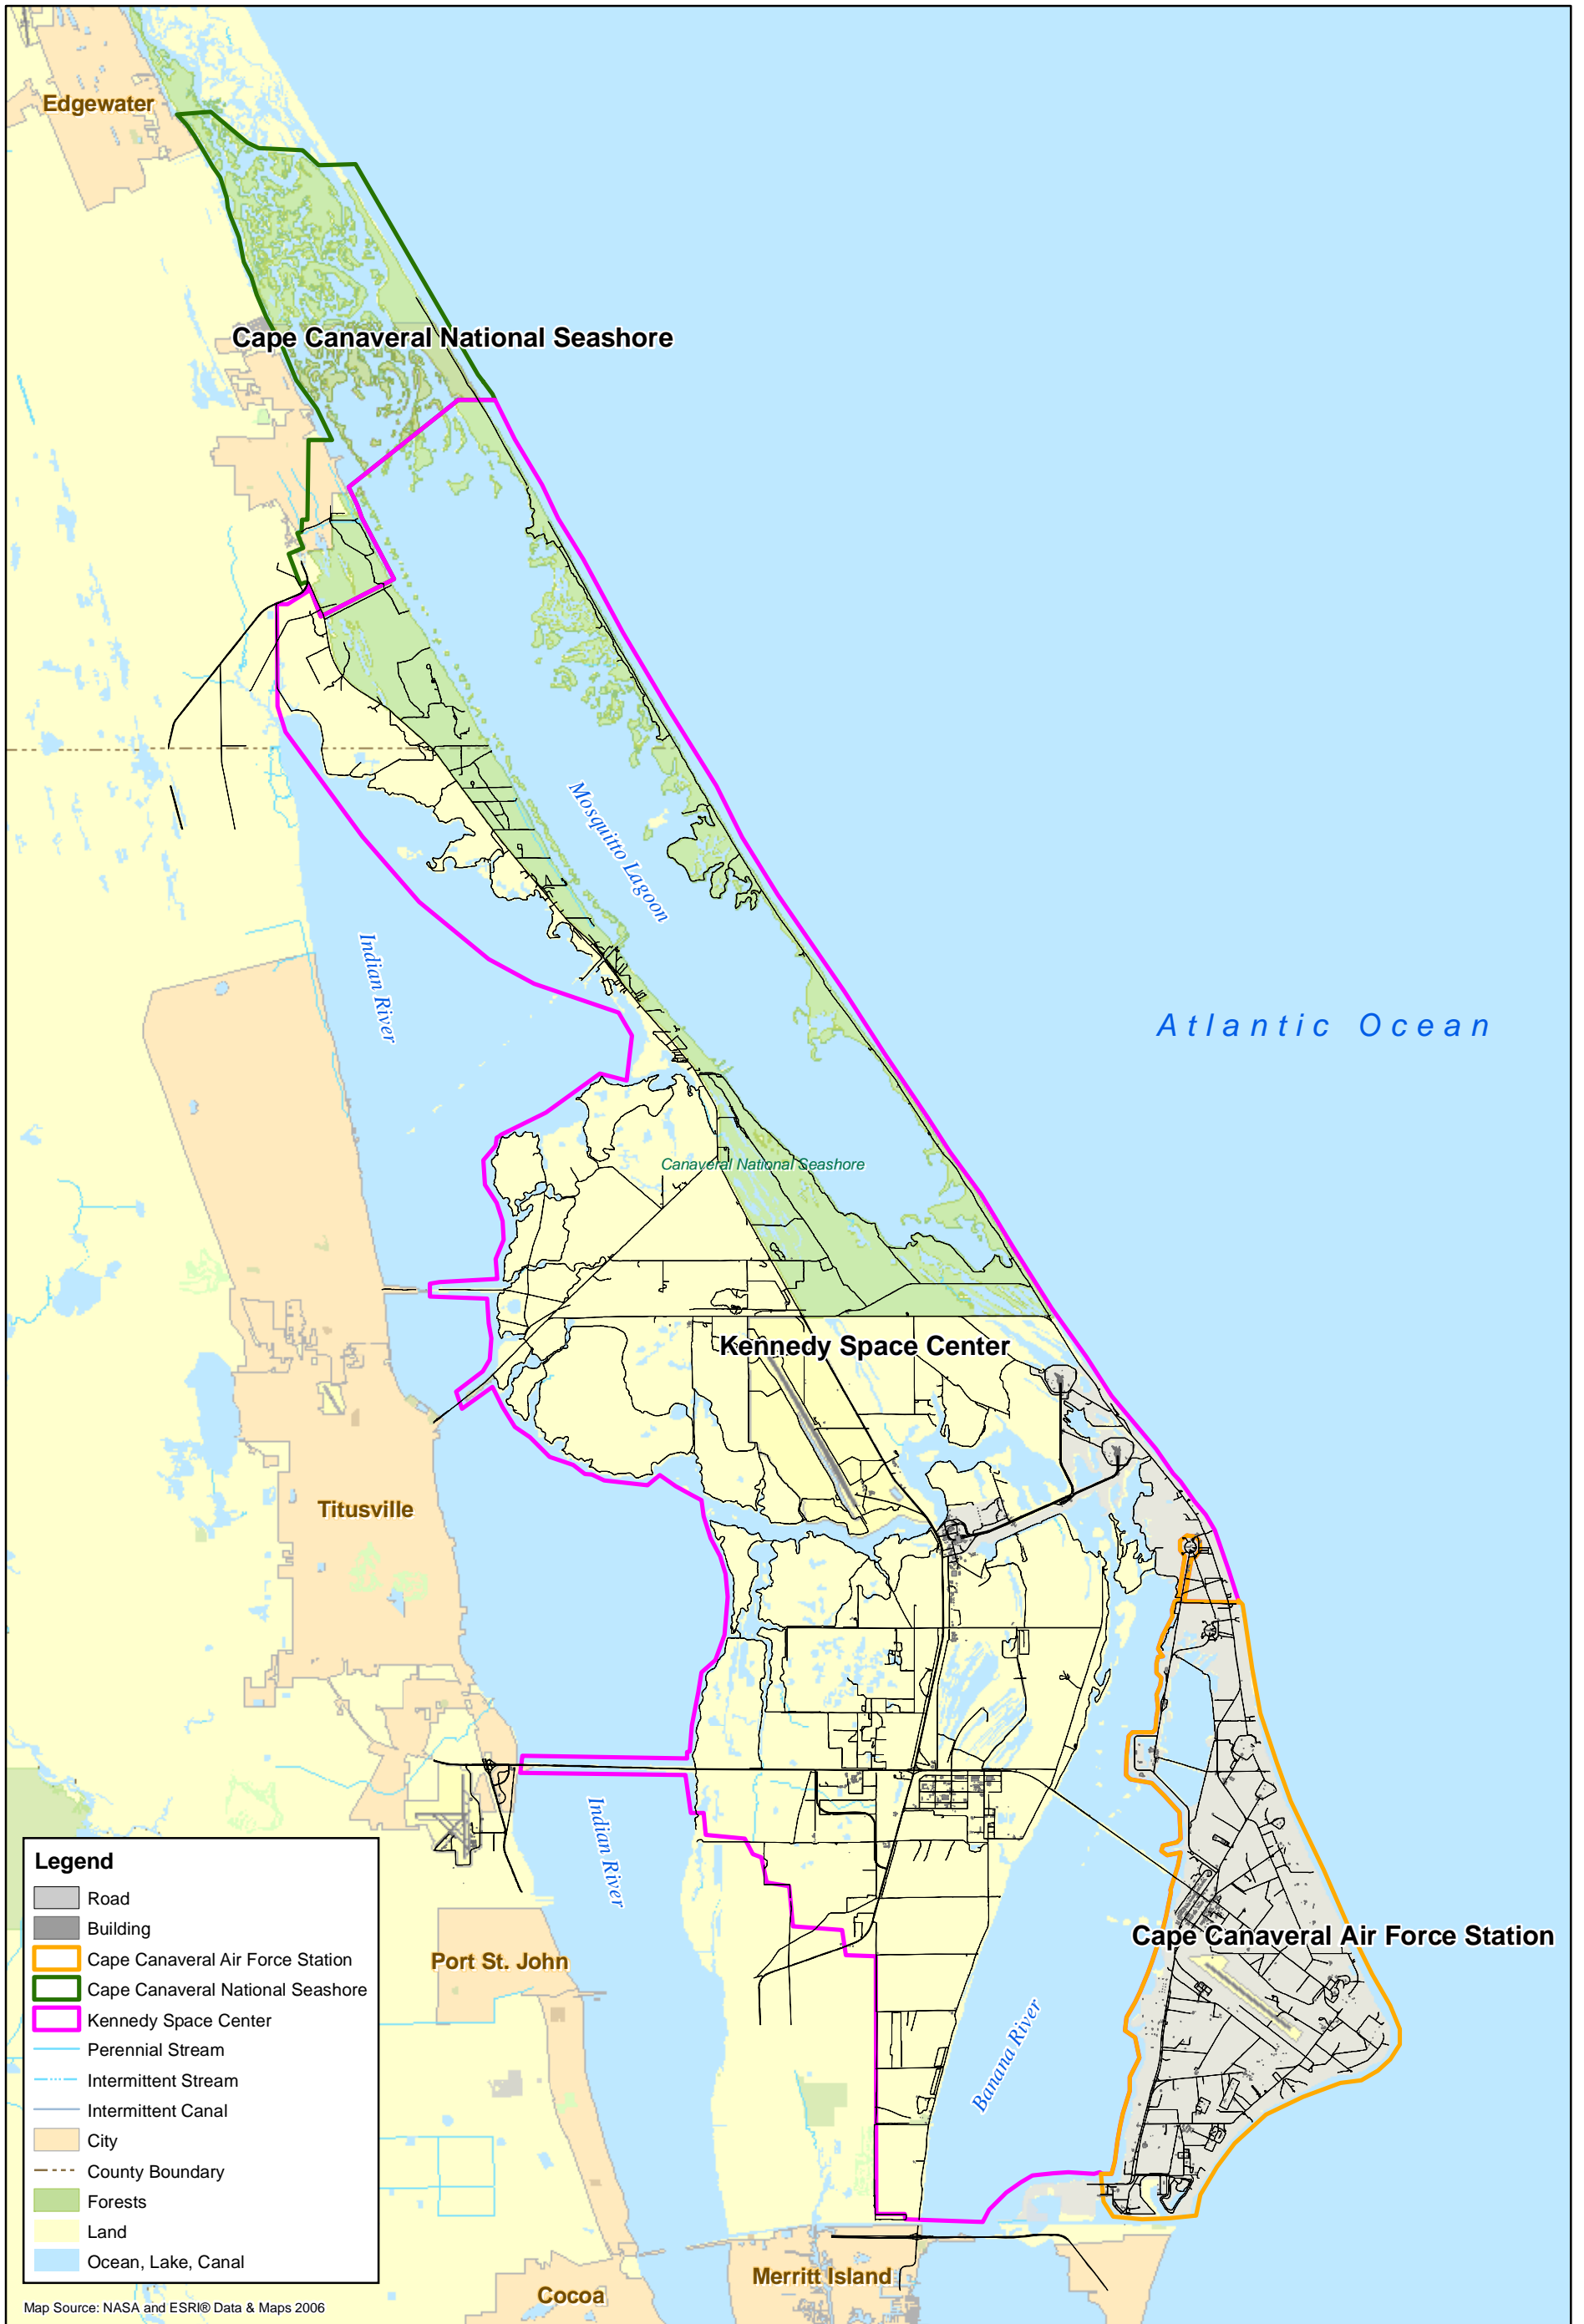 Edgewater
Cape Canaveral National Seashore
Mosquitto Lagoon
Indian River
Atlantic Ocean
Canaveral National Seashore
Kennedy Space Center
Titusville
Indian River
Cape Canaveral Air Force Station
Port St. John
Banana River
Merritt Island
Cocoa
Legend
Road
Building
Cape Canaveral Air Force Station
Cape Canaveral National Seashore
Kennedy Space Center
Perennial Stream
Intermittent Stream
Intermittent Canal
City
County Boundary
Forests
Land
Ocean, Lake, Canal
Map Source: NASA and ESRI® Data & Maps 2006